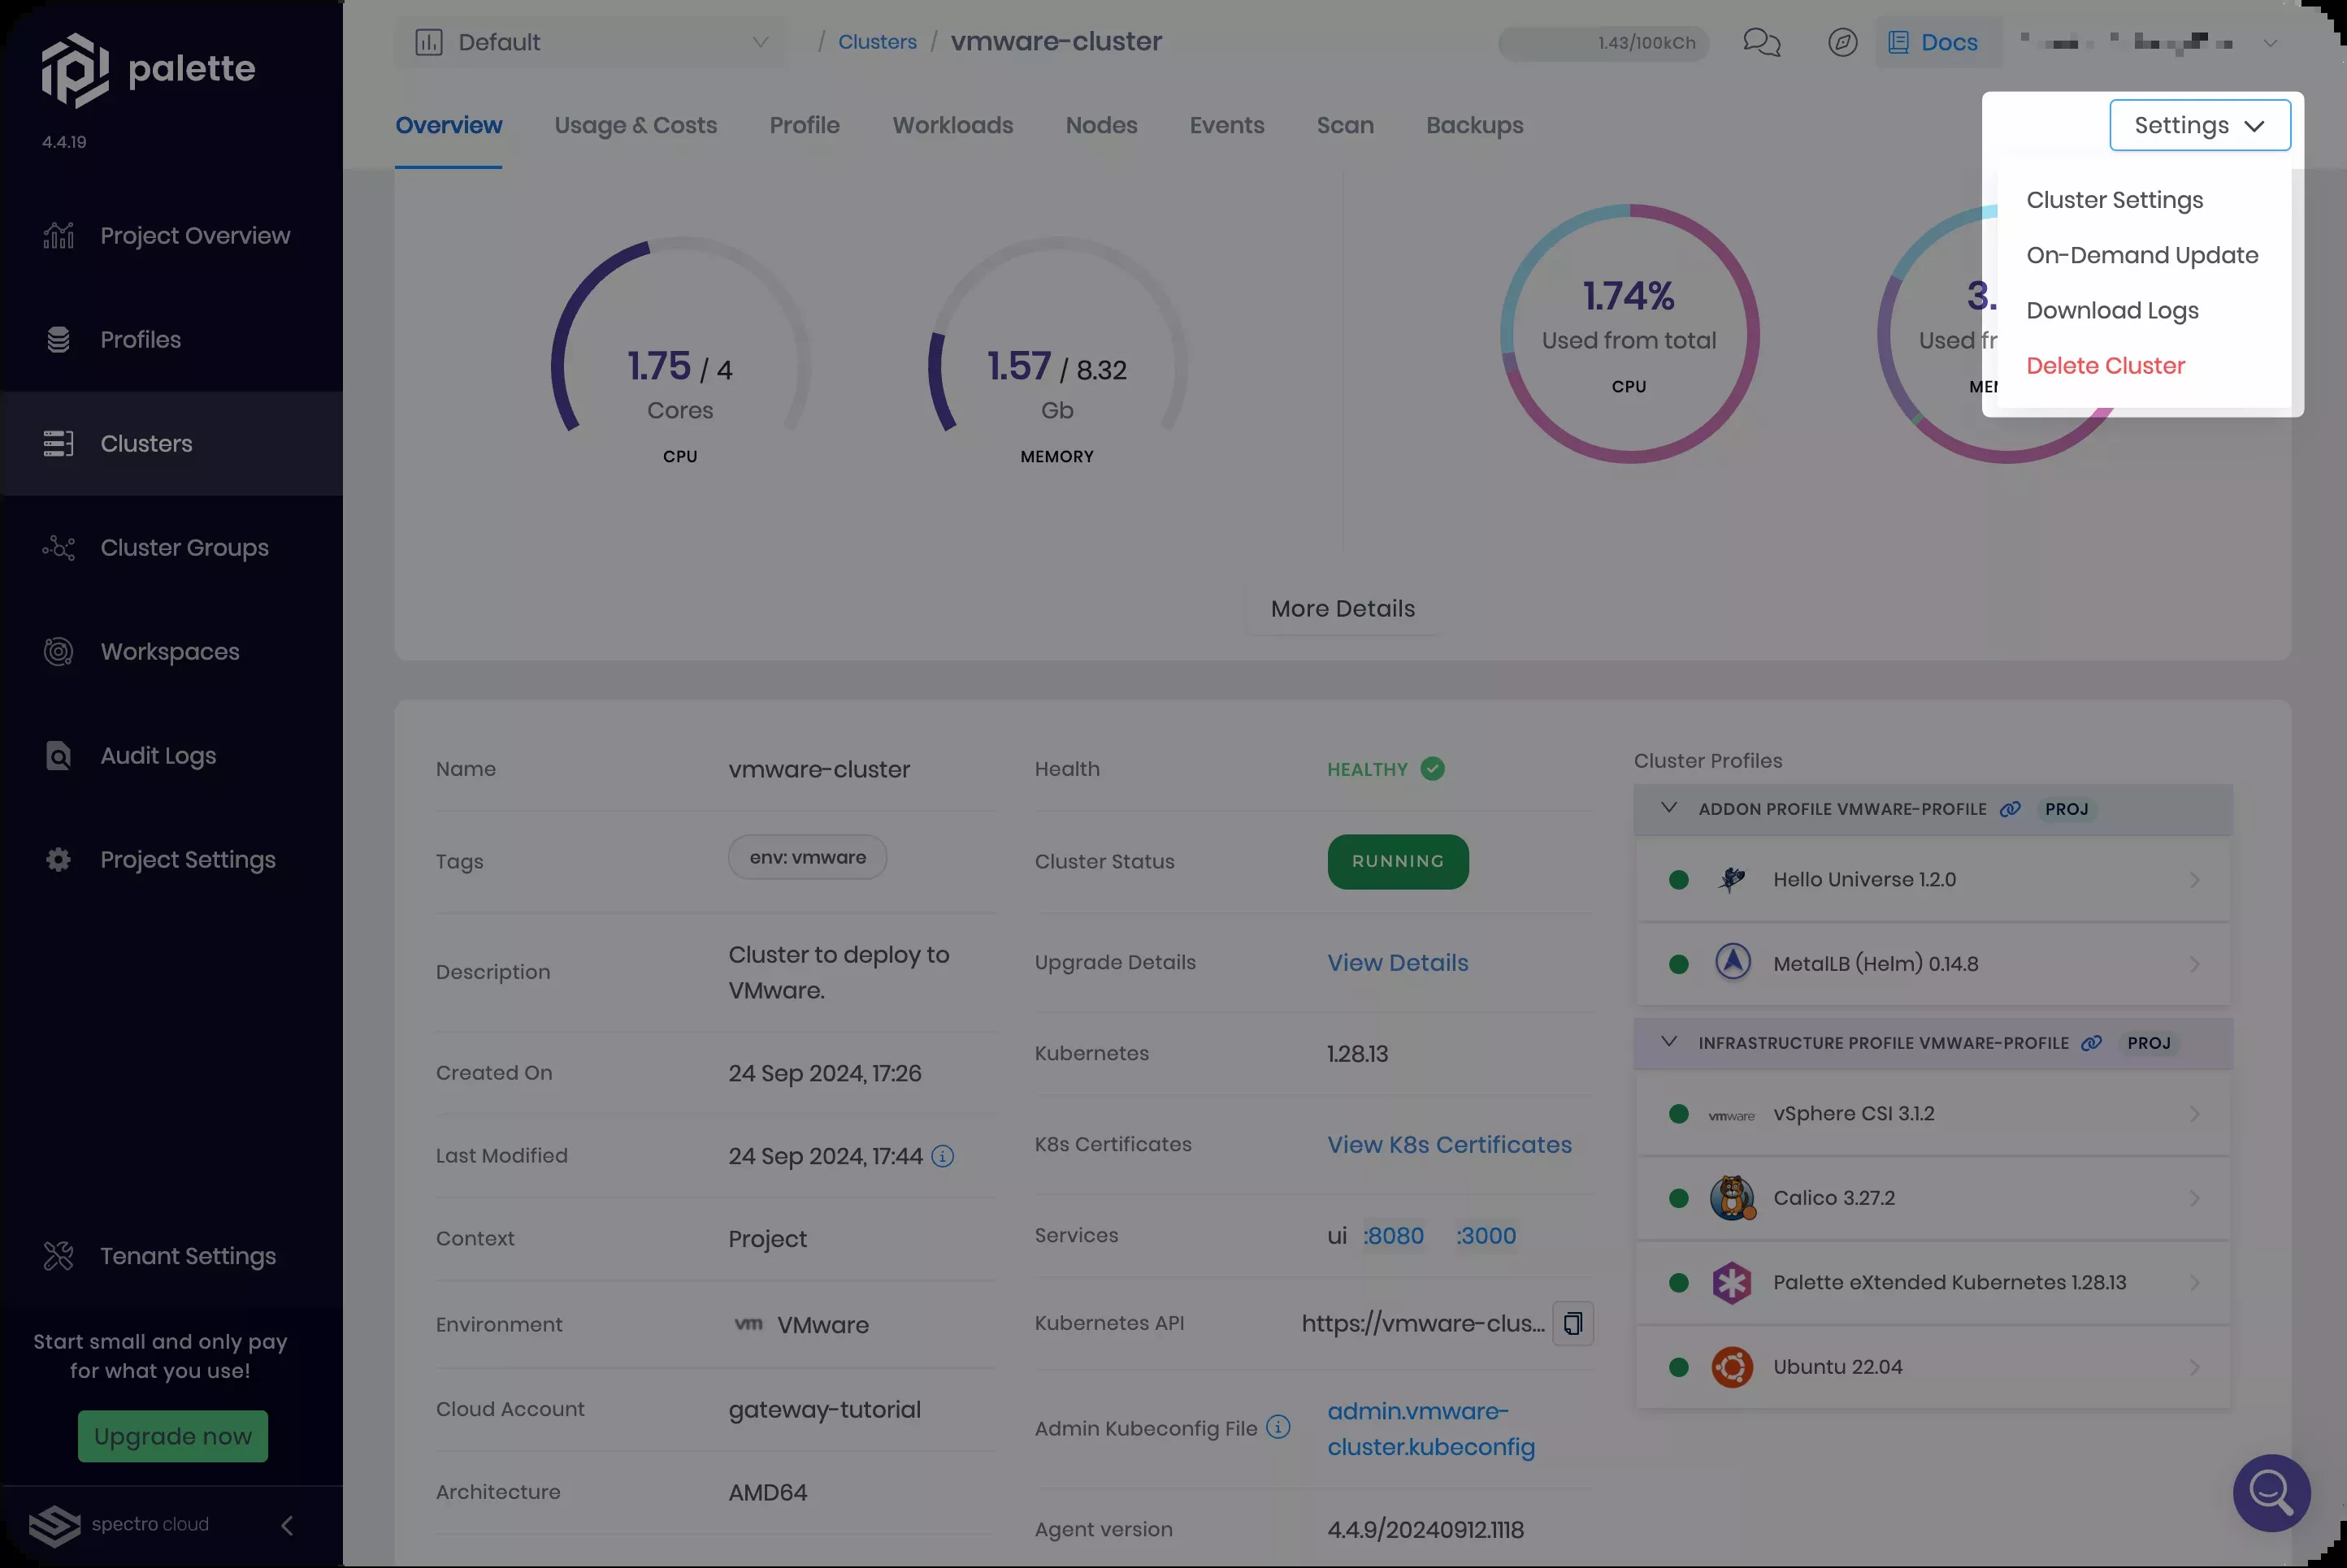 palette
4.4.19
Project Overview
Profiles
Clusters
Cluster Groups
Workspaces
Audit Logs
Project Settings
Tenant Settings
Start small and only pay
for what you use!
Upgrade now
spectro cloud
Default
/ Clusters / vmware-cluster
1.43/100kCh
Docs
Overview
Usage & Costs
Profile
Workloads
Nodes
Events
Scan
Backups
Settings
Cluster Settings
On-Demand Update
Download Logs
Delete Cluster
1.75 / 4
Cores
CPU
1.57 / 8.32
Gb
MEMORY
1.74%
Used from total
CPU
3.
Used fr
More Details
Name
vmware-cluster
Tags
env: vmware
Description
Cluster to deploy to
VMware.
Created On
24 Sep 2024, 17:26
Last Modified
24 Sep 2024, 17:44
Context
Project
Environment
vm VMware
Cloud Account
gateway-tutorial
Architecture
AMD64
Health
HEALTHY
Cluster Status
RUNNING
Upgrade Details
View Details
Kubernetes
1.28.13
K8s Certificates
View K8s Certificates
Services
ui :8080 :3000
Kubernetes API
https://vmware-clus...
Admin Kubeconfig File
admin.vmware-
cluster.kubeconfig
Agent version
4.4.9/20240912.1118
Cluster Profiles
ADDON PROFILE VMWARE-PROFILE PROJ
Hello Universe 1.2.0
MetalLB (Helm) 0.14.8
INFRASTRUCTURE PROFILE VMWARE-PROFILE PROJ
vmware vSphere CSI 3.1.2
Calico 3.27.2
Palette eXtended Kubernetes 1.28.13
Ubuntu 22.04